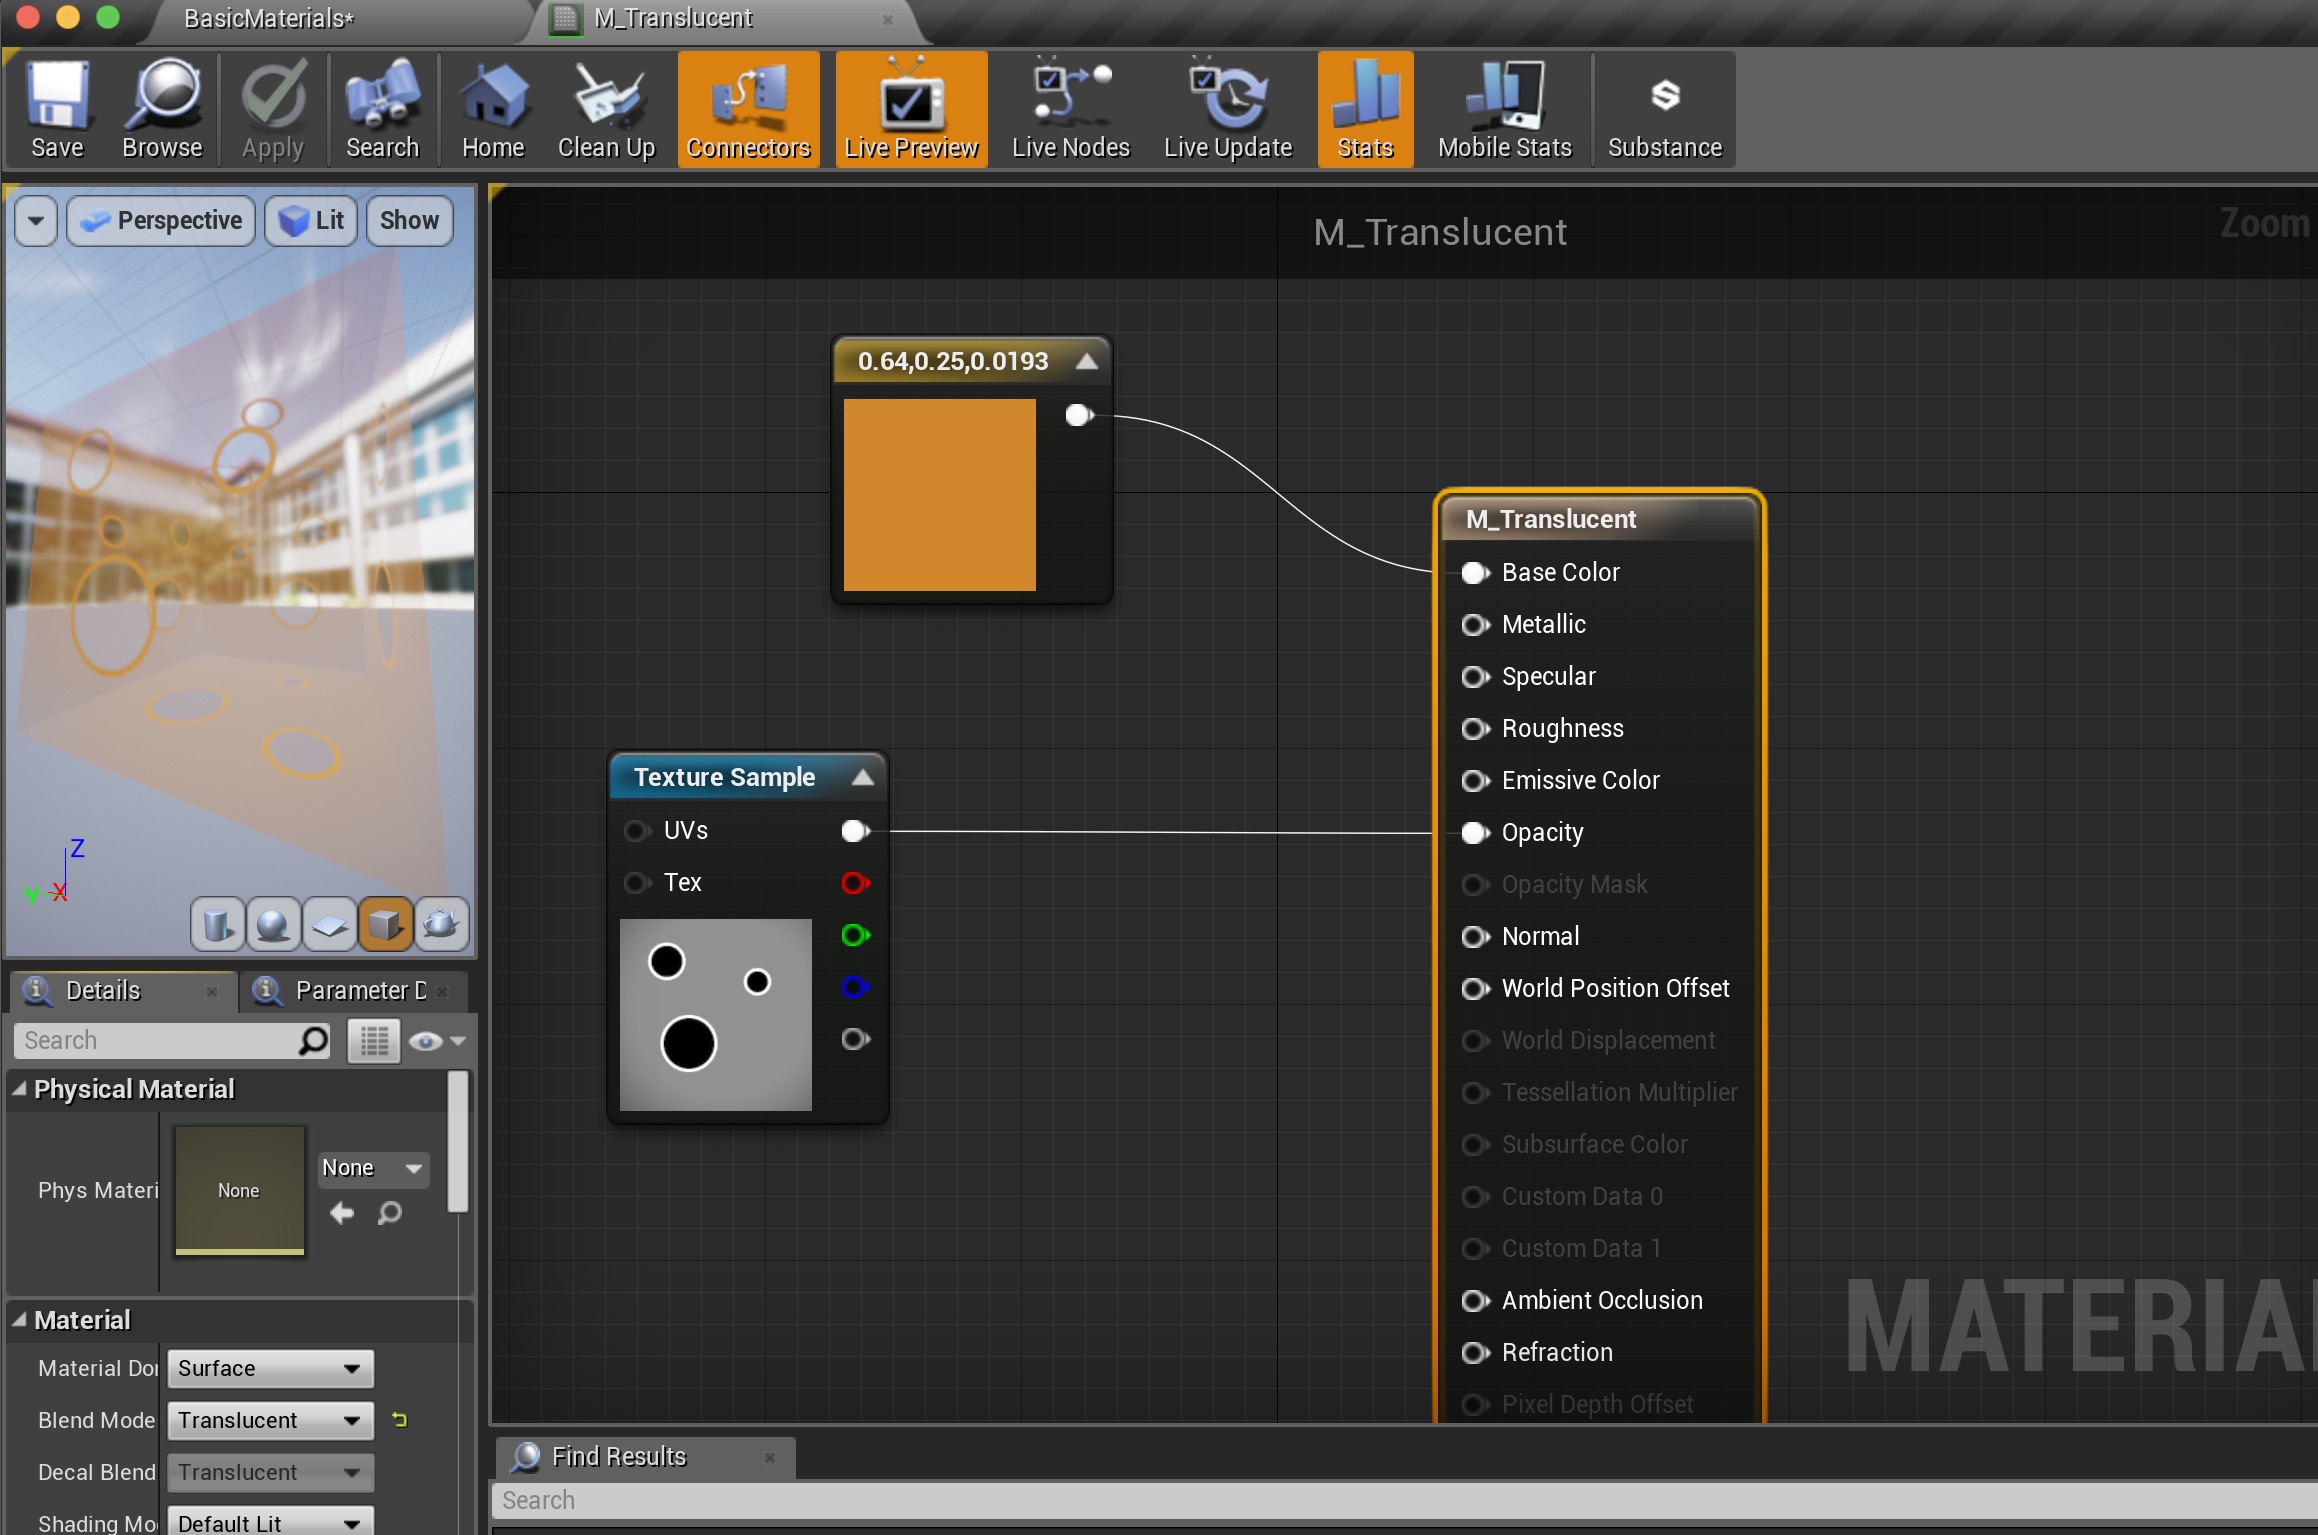 BasicMaterials*
M_Translucent
Save
Browse
Apply
Search
Home
Clean Up
Connectors
Live Preview
Live Nodes
Live Update
Stats
Mobile Stats
Substance
Perspective
Lit
Show
Z
Y
X
M_Translucent
Zoom
0.64,0.25,0.0193
Texture Sample
UVs
Tex
M_Translucent
Base Color
Metallic
Specular
Roughness
Emissive Color
Opacity
Opacity Mask
Normal
World Position Offset
World Displacement
Tessellation Multiplier
Subsurface Color
Custom Data 0
Custom Data 1
Ambient Occlusion
Refraction
Pixel Depth Offset
MATERIAL
Details
Parameter D
Search
Physical Material
Phys Materi
None
None
Material
Material Do
Surface
Blend Mode
Translucent
Decal Blend
Translucent
Shading Mo
Default Lit
Find Results
Search